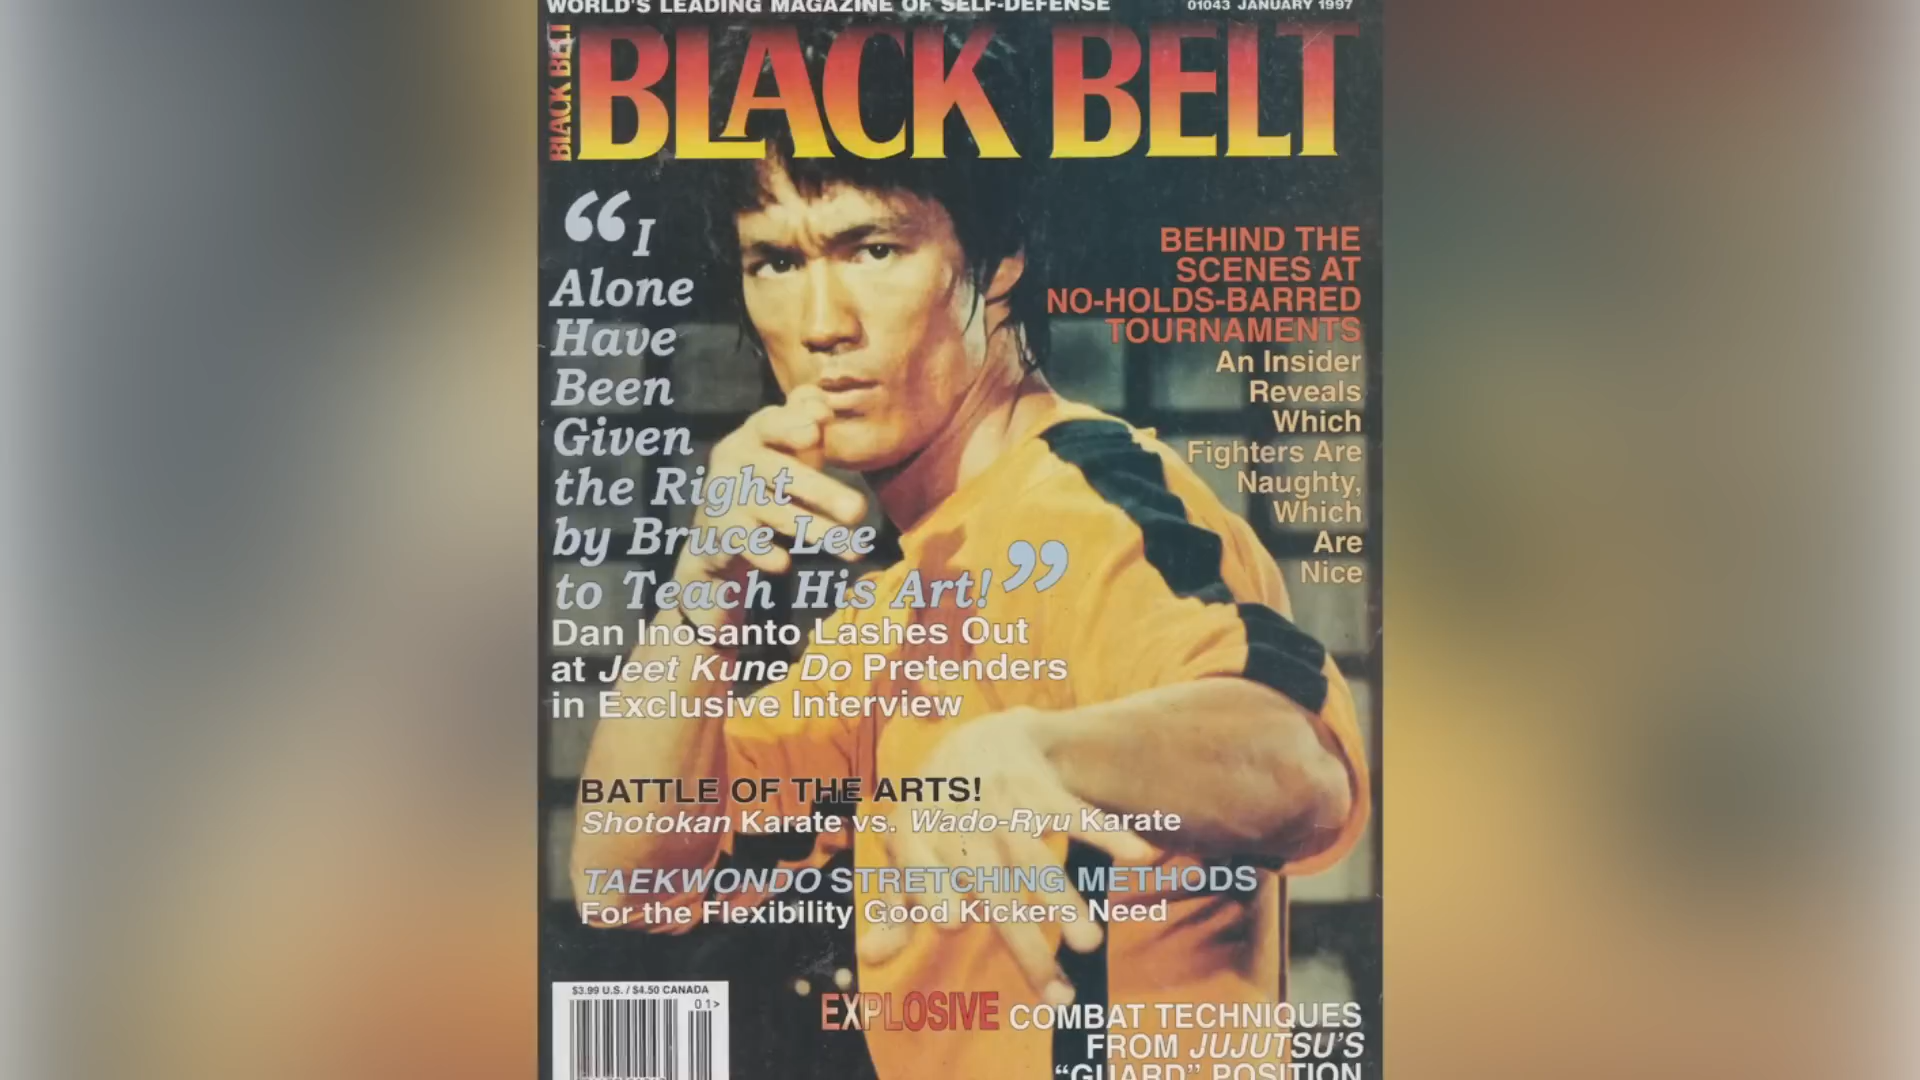 WORLD'S LEADING MAGAZINE OF SELF-DEFENSE
01043 JANUARY 1997
BLACK BELT
BLACK BELT
“I
Alone
Have
Been
Given
the Right
by Bruce Lee
to Teach His Art!”
Dan Inosanto Lashes Out
at Jeet Kune Do Pretenders
in Exclusive Interview
BEHIND THE
SCENES AT
NO-HOLDS-BARRED
TOURNAMENTS
An Insider
Reveals
Which
Fighters Are
Naughty,
Which
Are
Nice
BATTLE OF THE ARTS!
Shotokan Karate vs. Wado-Ryu Karate
TAEKWONDO STRETCHING METHODS
For the Flexibility Good Kickers Need
$3.99 U.S. / $4.50 CANADA
01>
EXPLOSIVE COMBAT TECHNIQUES
FROM JUJUTSU'S
“GUARD” POSITION